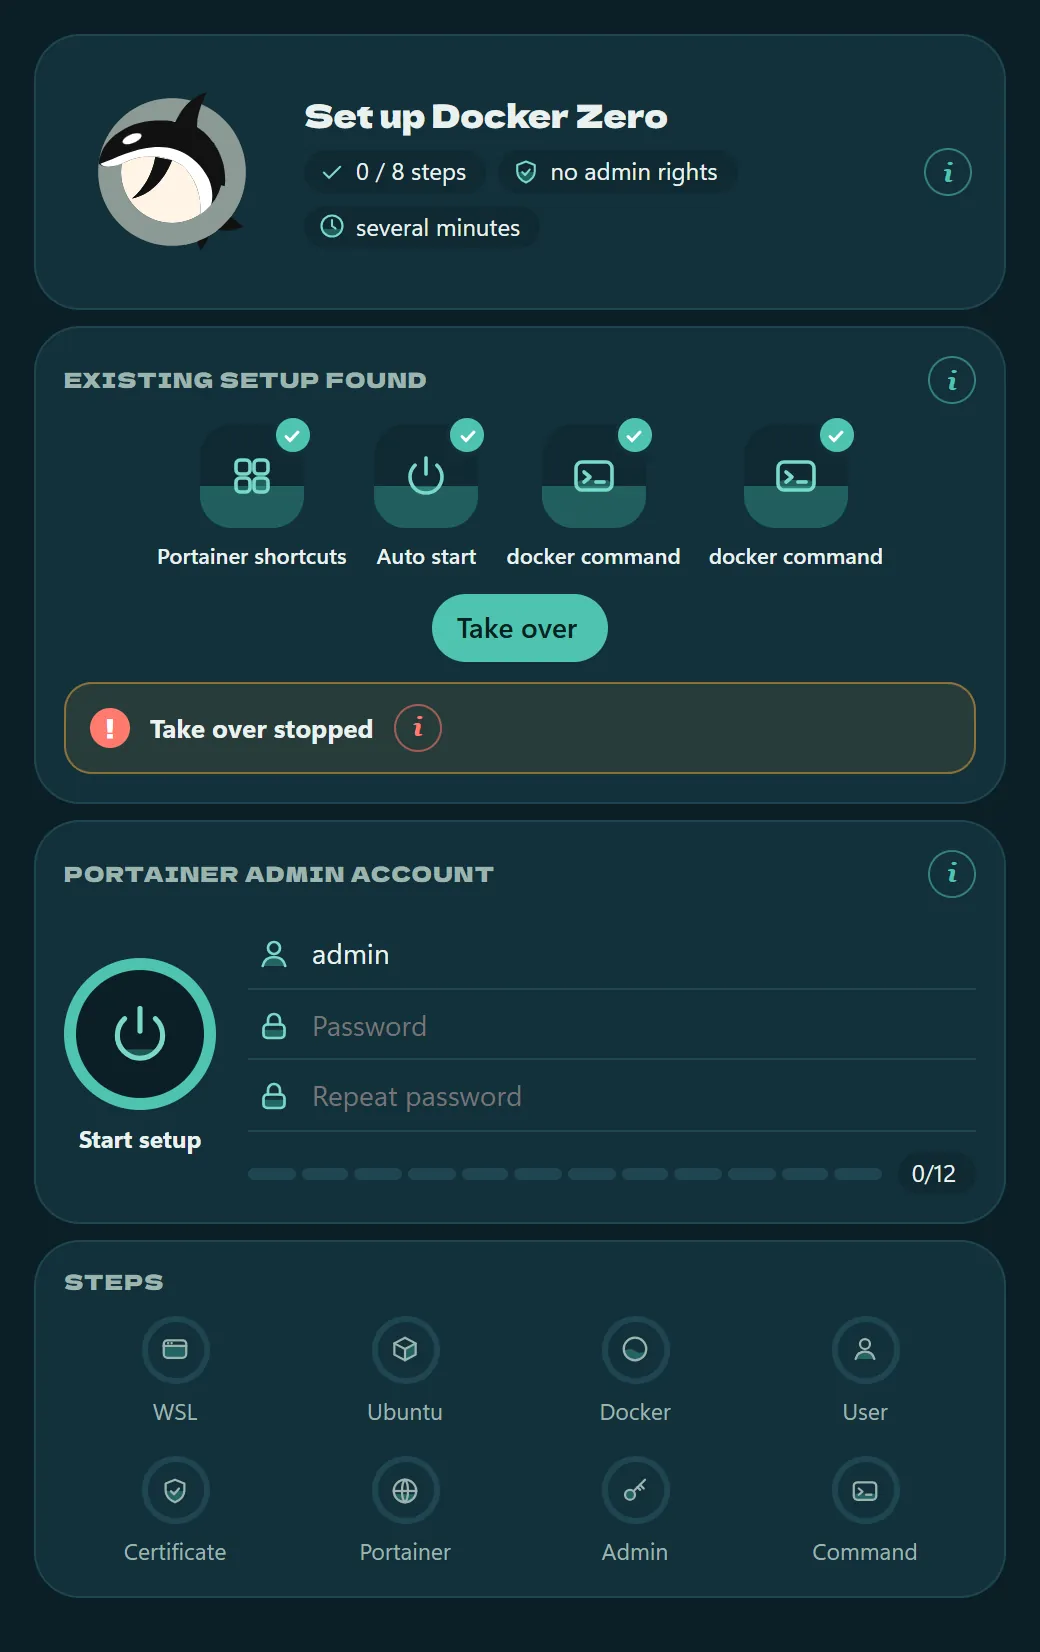 Set up Docker Zero
0 / 8 steps
no admin rights
several minutes
i
EXISTING SETUP FOUND
i
Portainer shortcuts
Auto start
docker command
docker command
Take over
! Take over stopped i
PORTAINER ADMIN ACCOUNT
i
admin
Password
Repeat password
Start setup
0/12
STEPS
WSL
Ubuntu
Docker
User
Certificate
Portainer
Admin
Command